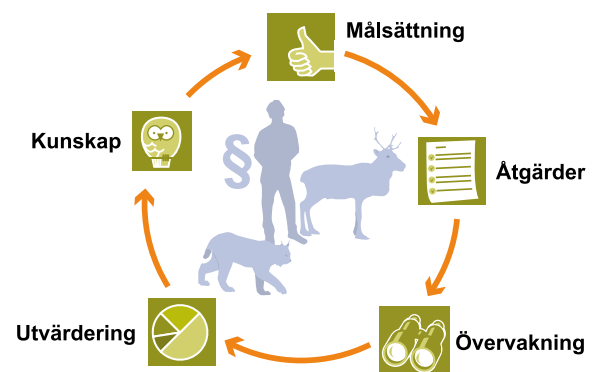 Målsättning
Åtgärder
Övervakning
Utvärdering
Kunskap
§